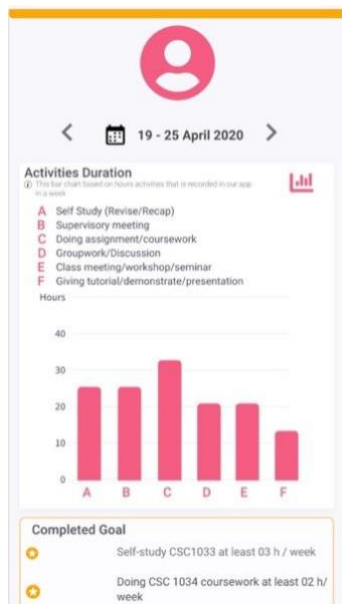 19 - 25 April 2020
Activities Duration
This bar chart based on hours activities that is recorded in our app
in a week
A Self Study (Revise/Recap)
B Supervisory meeting
C Doing assignment/coursework
D Groupwork/Discussion
E Class meeting/workshop/seminar
F Giving tutorial/demonstrate/presentation
Hours
40
30
20
10
0
A B C D E F
Completed Goal
Self-study CSC1033 at least 03 h / week
Doing CSC 1034 coursework at least 02 h/
week